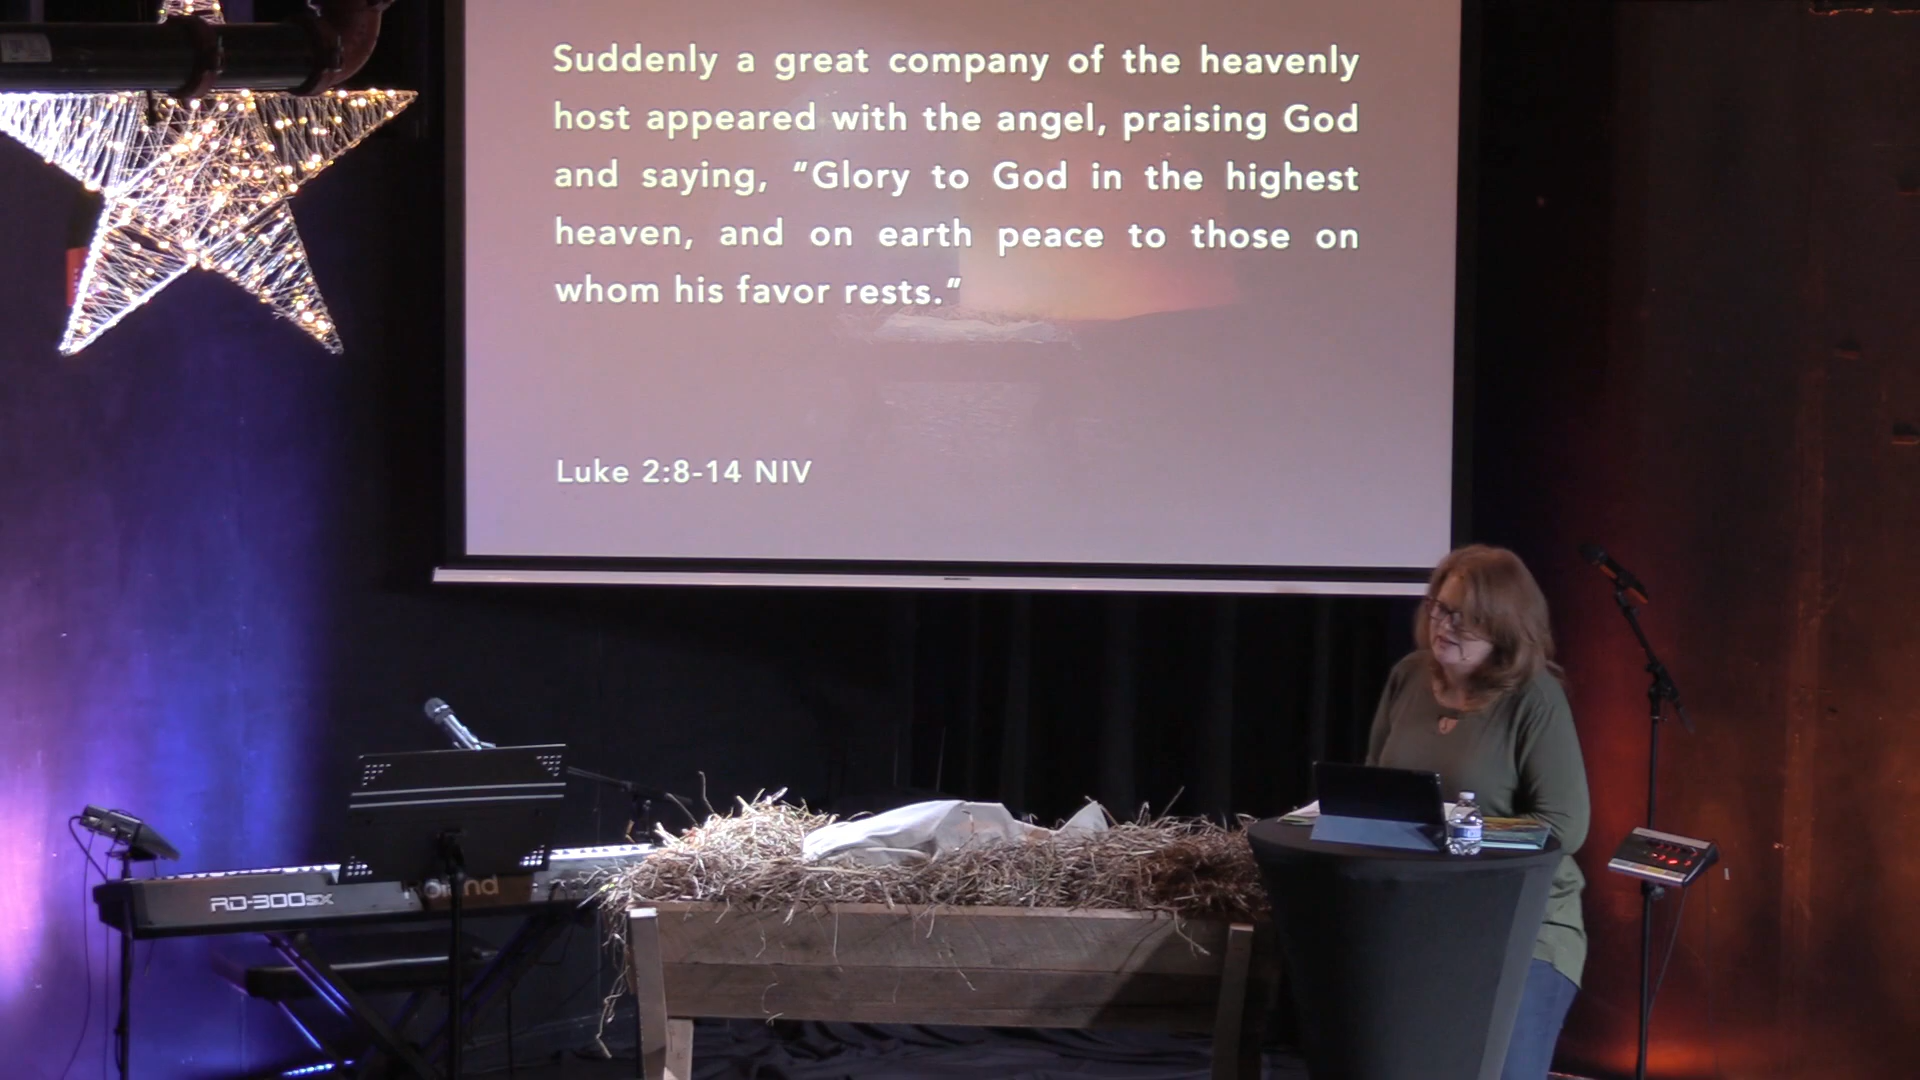 Suddenly a great company of the heavenly
host appeared with the angel, praising God
and saying, “Glory to God in the highest
heaven, and on earth peace to those on
whom his favor rests.”
Luke 2:8-14 NIV
RD-300SX